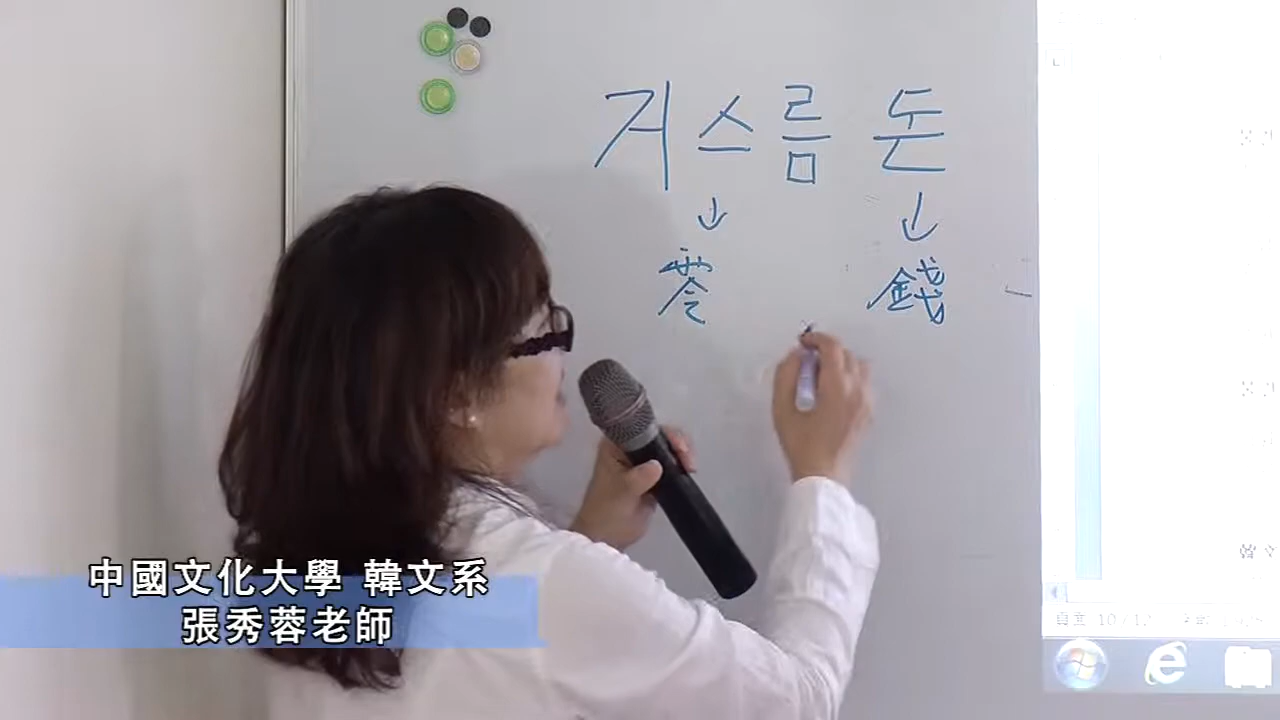 거스름 돈
↓ ↓
零 錢
中國文化大學 韓文系
張秀蓉老師